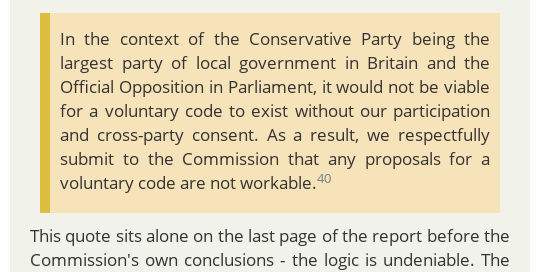 In the context of the Conservative Party being the
largest party of local government in Britain and the
Official Opposition in Parliament, it would not be viable
for a voluntary code to exist without our participation
and cross-party consent. As a result, we respectfully
submit to the Commission that any proposals for a
voluntary code are not workable.40
This quote sits alone on the last page of the report before the
Commission's own conclusions - the logic is undeniable. The